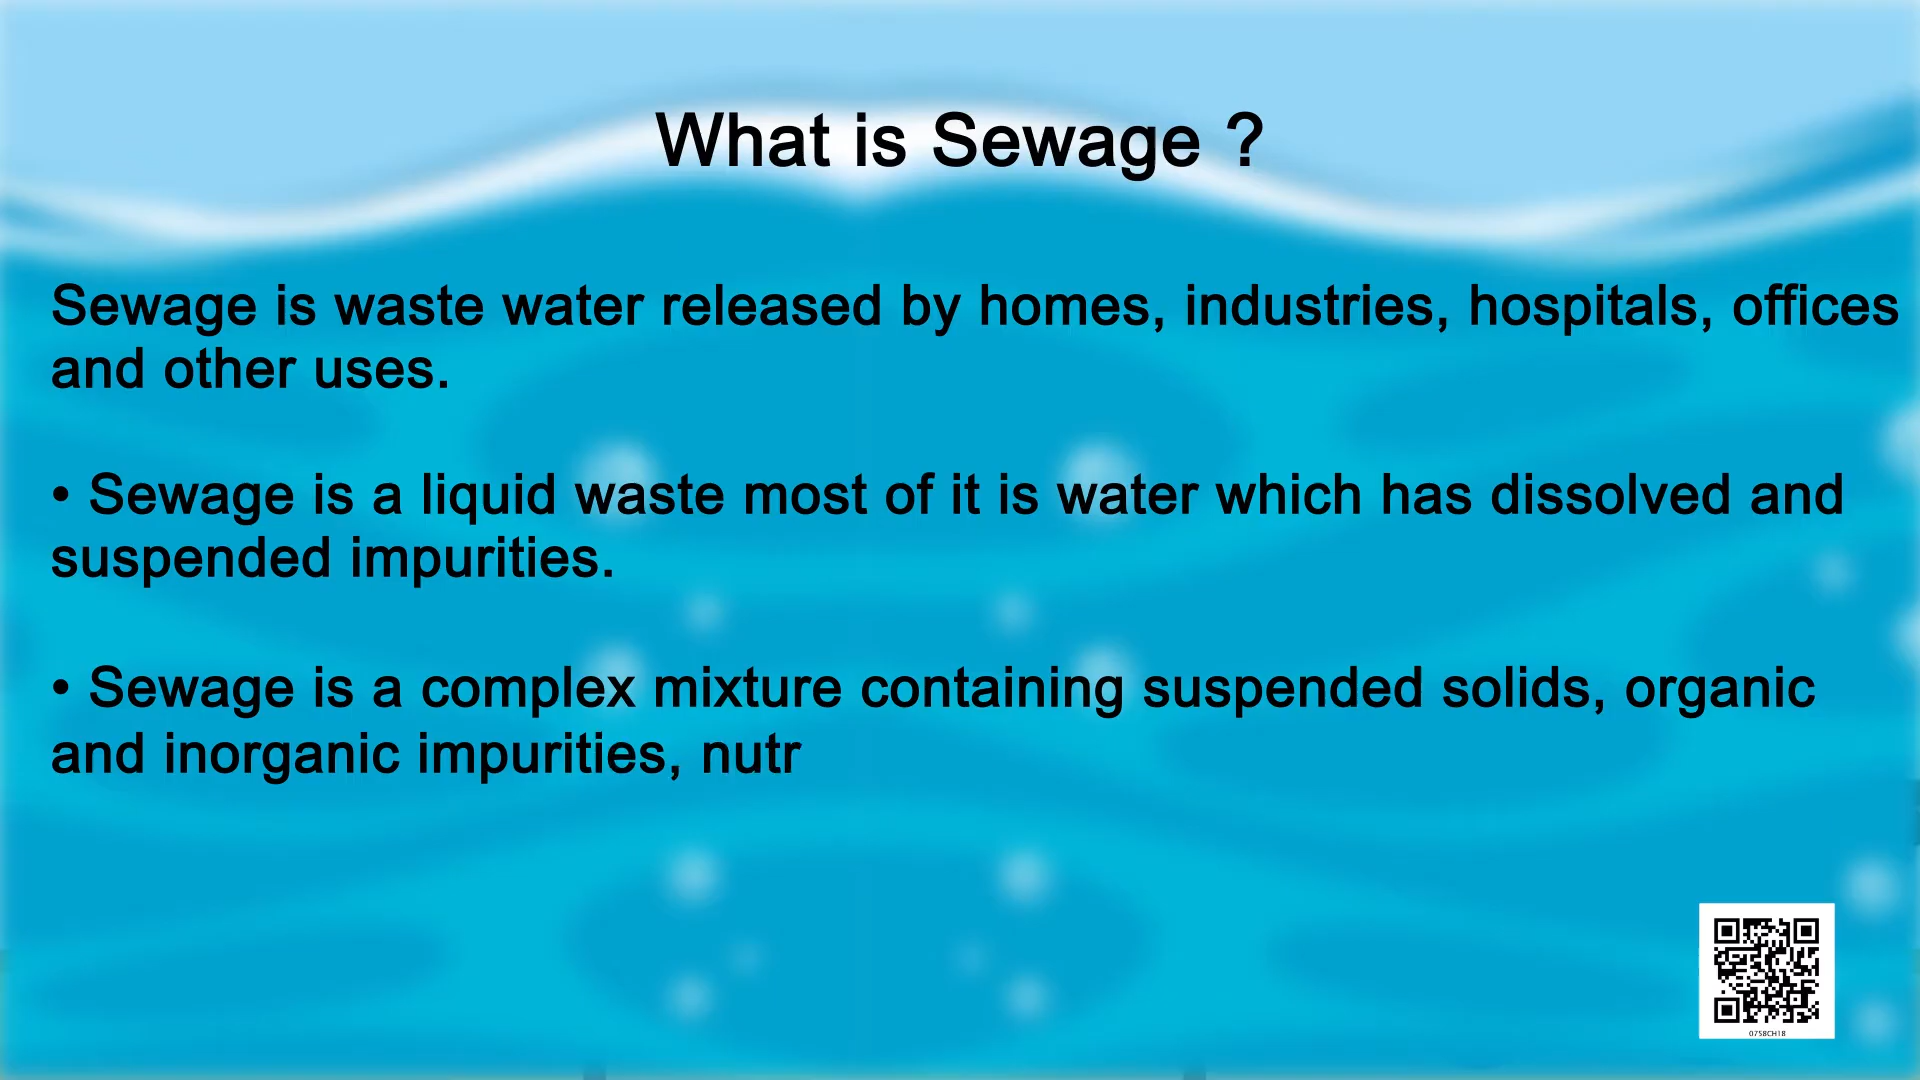 What is Sewage ?
Sewage is waste water released by homes, industries, hospitals, offices
and other uses.
• Sewage is a liquid waste most of it is water which has dissolved and
suspended impurities.
• Sewage is a complex mixture containing suspended solids, organic
and inorganic impurities, nutr
0758CH18